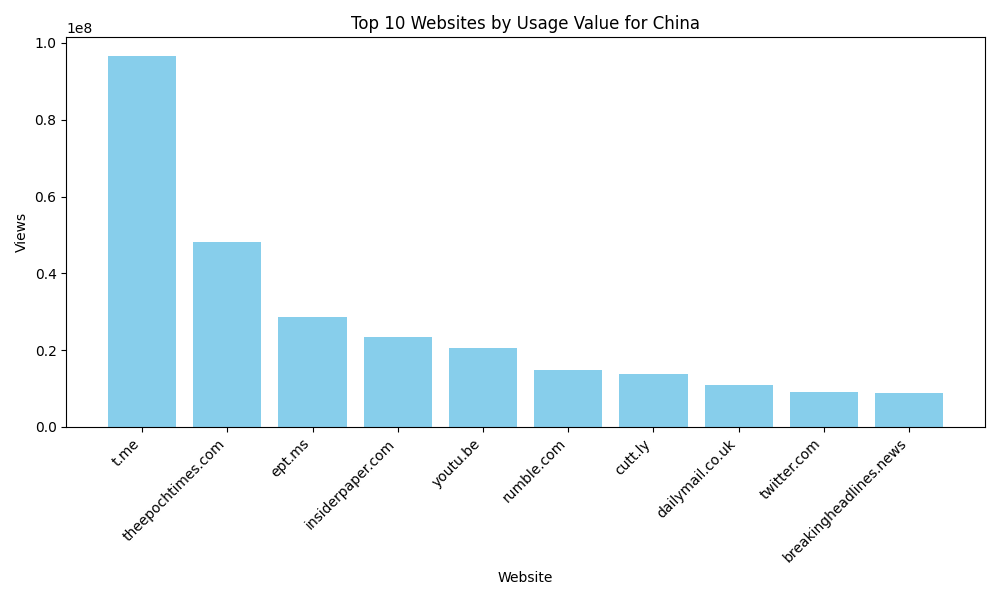 Top 10 Websites by Usage Value for China
1e8
1.0
0.8
0.6
0.4
0.2
0.0
Views
t.me
theepochtimes.com
ept.ms
insiderpaper.com
youtu.be
rumble.com
cutt.ly
dailymail.co.uk
twitter.com
breakingheadlines.news
Website